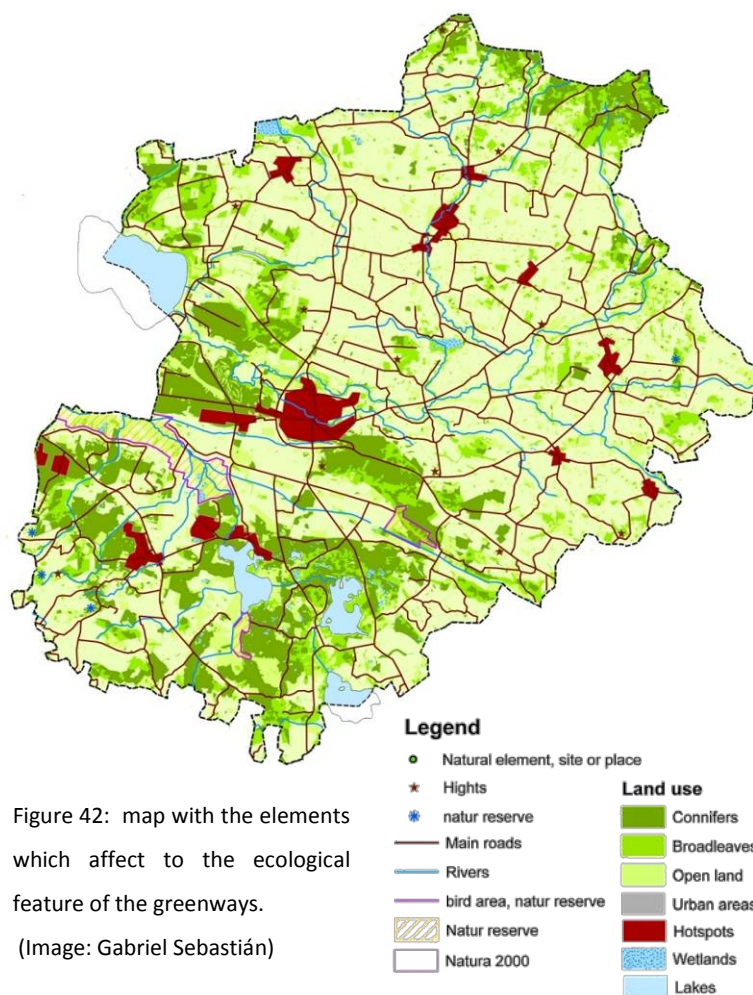 Legend
Natural element, site or place
Hights
natur reserve
Main roads
Rivers
bird area, natur reserve
Natur reserve
Natura 2000
Land use
Connifers
Broadleaves
Open land
Urban areas
Hotspots
Wetlands
Lakes
Figure 42: map with the elements
which affect to the ecological
feature of the greenways.
(Image: Gabriel Sebastián)